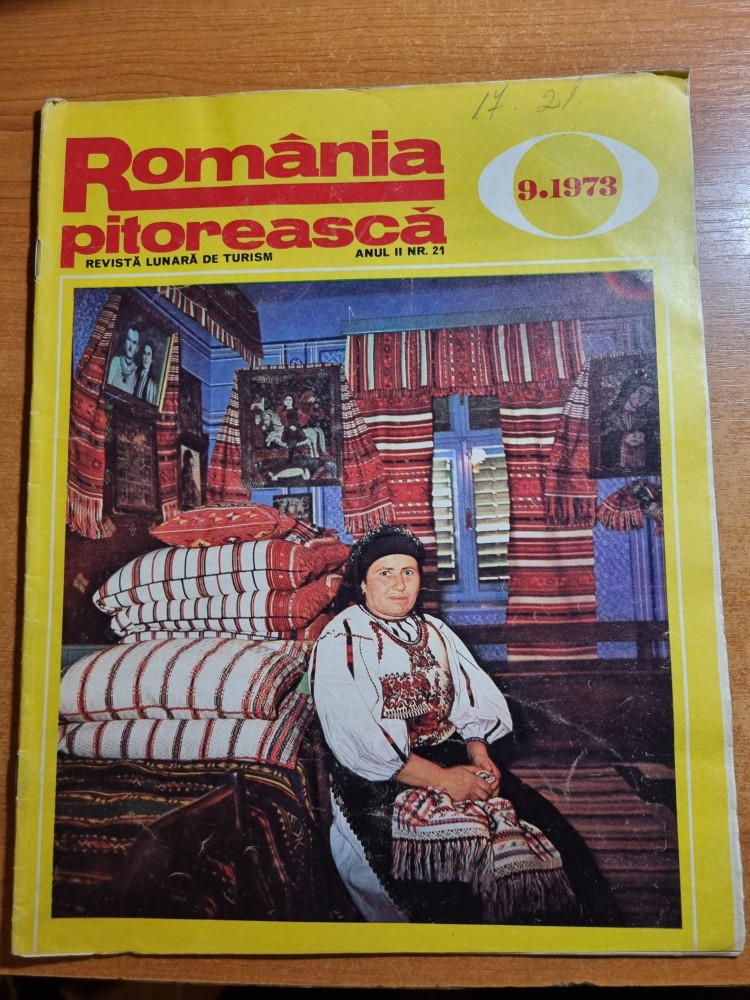 17. 21
România
pitorească
REVISTĂ LUNARĂ DE TURISM
ANUL II NR. 21
9.1973